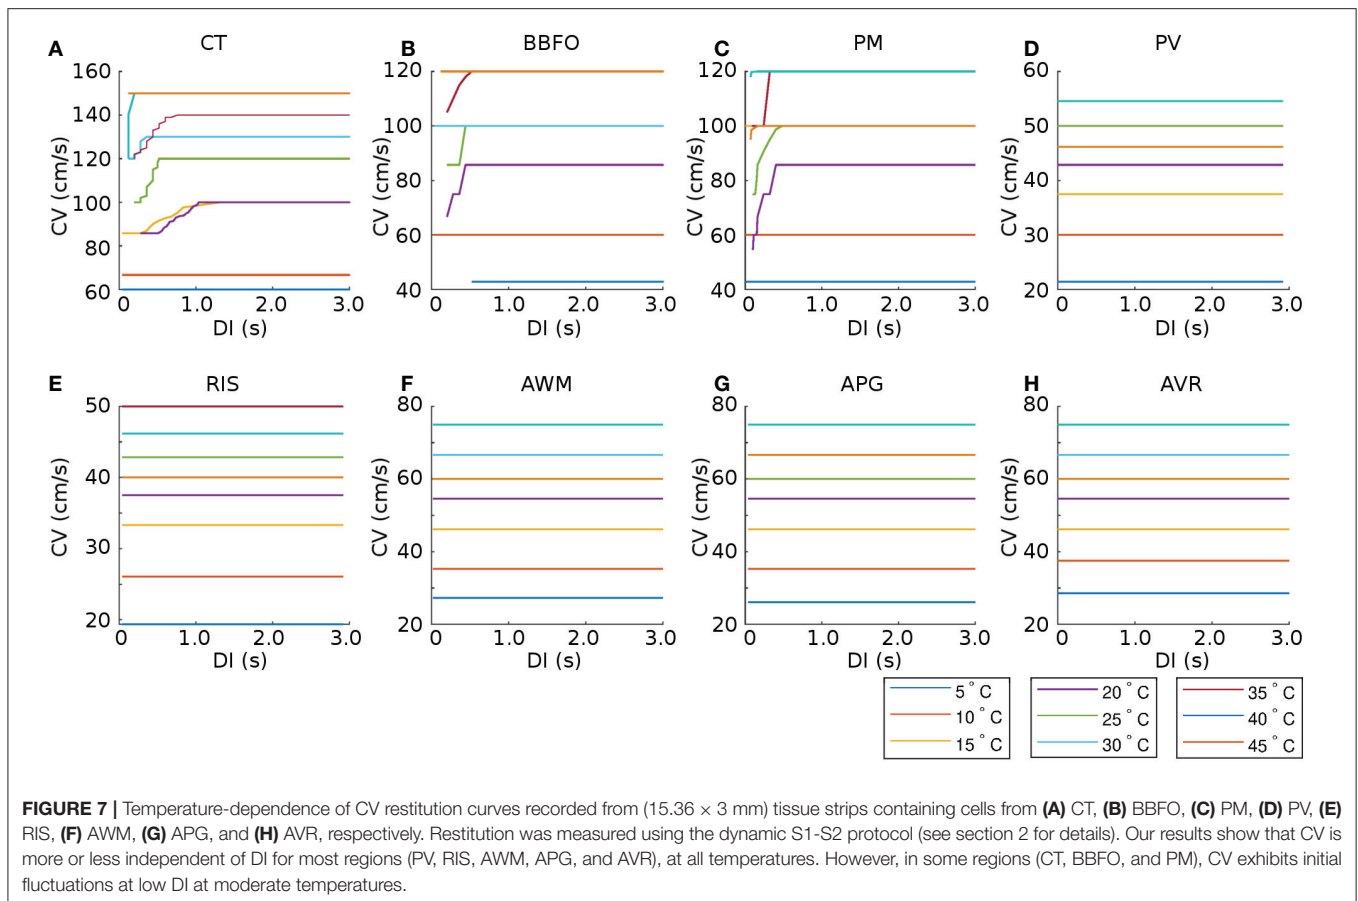 A CT
160
140
120
100
80
60
CV (cm/s)
0 1.0 2.0 3.0
DI (s)
B BBFO
120
100
80
60
40
CV (cm/s)
0 1.0 2.0 3.0
DI (s)
C PM
120
100
80
60
40
CV (cm/s)
0 1.0 2.0 3.0
DI (s)
D PV
60
50
40
30
20
CV (cm/s)
0 1.0 2.0 3.0
DI (s)
E RIS
50
40
30
20
CV (cm/s)
0 1.0 2.0 3.0
DI (s)
F AWM
80
60
40
20
CV (cm/s)
0 1.0 2.0 3.0
DI (s)
G APG
80
60
40
20
CV (cm/s)
0 1.0 2.0 3.0
DI (s)
H AVR
80
60
40
20
CV (cm/s)
0 1.0 2.0 3.0
DI (s)
5 ° C
10 ° C
15 ° C
20 ° C
25 ° C
30 ° C
35 ° C
40 ° C
45 ° C
FIGURE 7 | Temperature-dependence of CV restitution curves recorded from (15.36 × 3 mm) tissue strips containing cells from (A) CT, (B) BBFO, (C) PM, (D) PV, (E)
RIS, (F) AWM, (G) APG, and (H) AVR, respectively. Restitution was measured using the dynamic S1-S2 protocol (see section 2 for details). Our results show that CV is
more or less independent of DI for most regions (PV, RIS, AWM, APG, and AVR), at all temperatures. However, in some regions (CT, BBFO, and PM), CV exhibits initial
fluctuations at low DI at moderate temperatures.